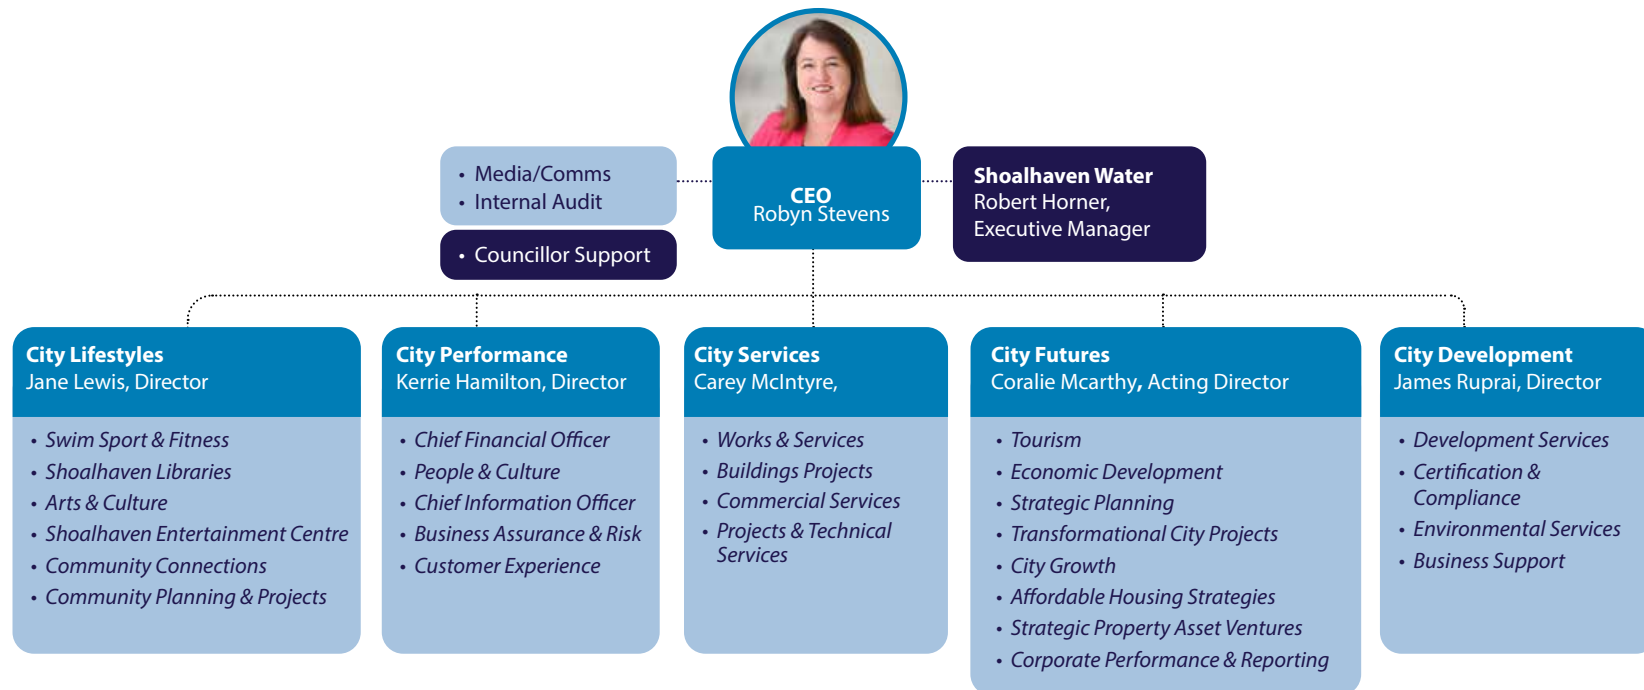 • Media/Comms
• Internal Audit
• Councillor Support
CEO
Robyn Stevens
Shoalhaven Water
Robert Horner,
Executive Manager
City Lifestyles
Jane Lewis, Director
• Swim Sport & Fitness
• Shoalhaven Libraries
• Arts & Culture
• Shoalhaven Entertainment Centre
• Community Connections
• Community Planning & Projects
City Performance
Kerrie Hamilton, Director
• Chief Financial Officer
• People & Culture
• Chief Information Officer
• Business Assurance & Risk
• Customer Experience
City Services
Carey McIntyre,
• Works & Services
• Buildings Projects
• Commercial Services
• Projects & Technical
Services
City Futures
Coralie Mcarthy, Acting Director
• Tourism
• Economic Development
• Strategic Planning
• Transformational City Projects
• City Growth
• Affordable Housing Strategies
• Strategic Property Asset Ventures
• Corporate Performance & Reporting
City Development
James Ruprai, Director
• Development Services
• Certification &
Compliance
• Environmental Services
• Business Support